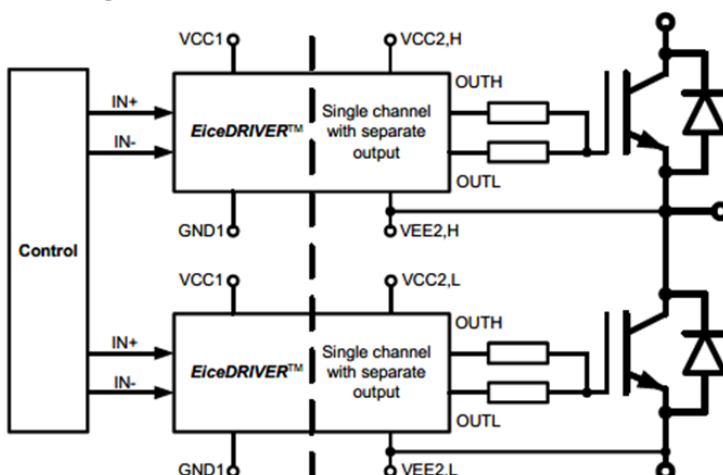 VCC1
VCC2,H
OUTH
IN+
EiceDRIVER™
Single channel
with separate
output
IN-
OUTL
GND1
VEE2,H
Control
VCC1
VCC2,L
OUTH
IN+
EiceDRIVER™
Single channel
with separate
output
IN-
OUTL
GND1
VEE2,L